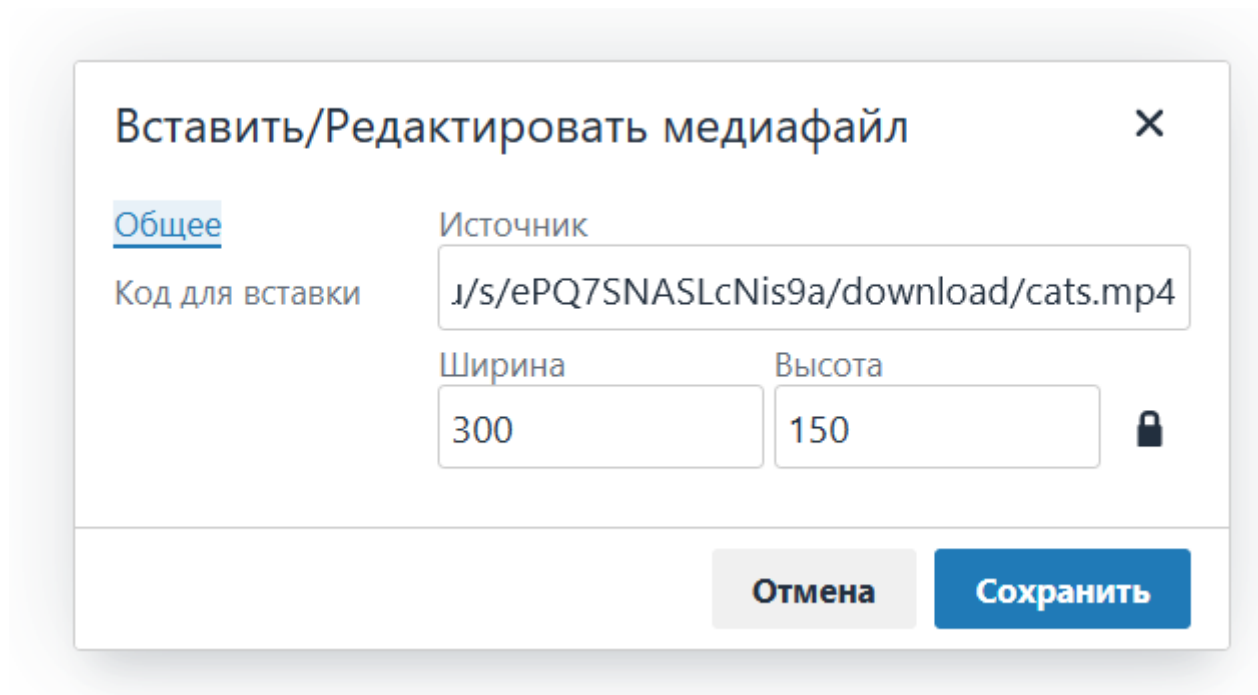 Вставить/Редактировать медиафайл
Общее
Код для вставки
Источник
/s/ePQ7SNASLcNis9a/download/cats.mp4
Ширина
Высота
300
150
Отмена
Сохранить